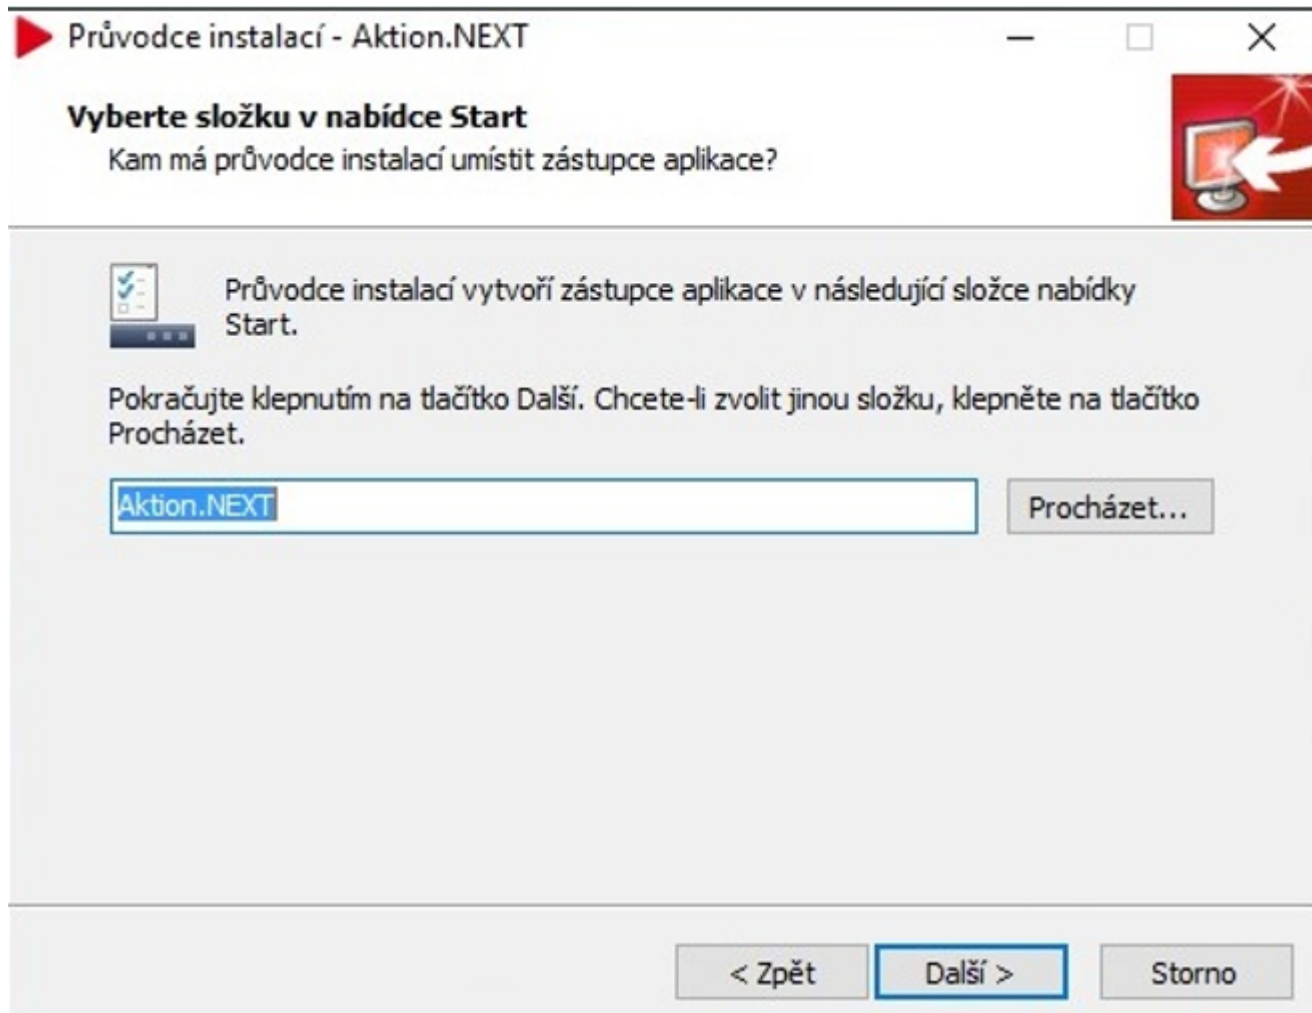 Průvodce instalací - Aktion.NEXT
Vyberte složku v nabídce Start
Kam má průvodce instalací umístit zástupce aplikace?
Průvodce instalací vytvoří zástupce aplikace v následující složce nabídky
Start.
Pokračujte klepnutím na tlačítko Další. Chcete-li zvolit jinou složku, klepněte na tlačítko
Procházet.
Aktion.NEXT
Procházet...
< Zpět
Další >
Storno